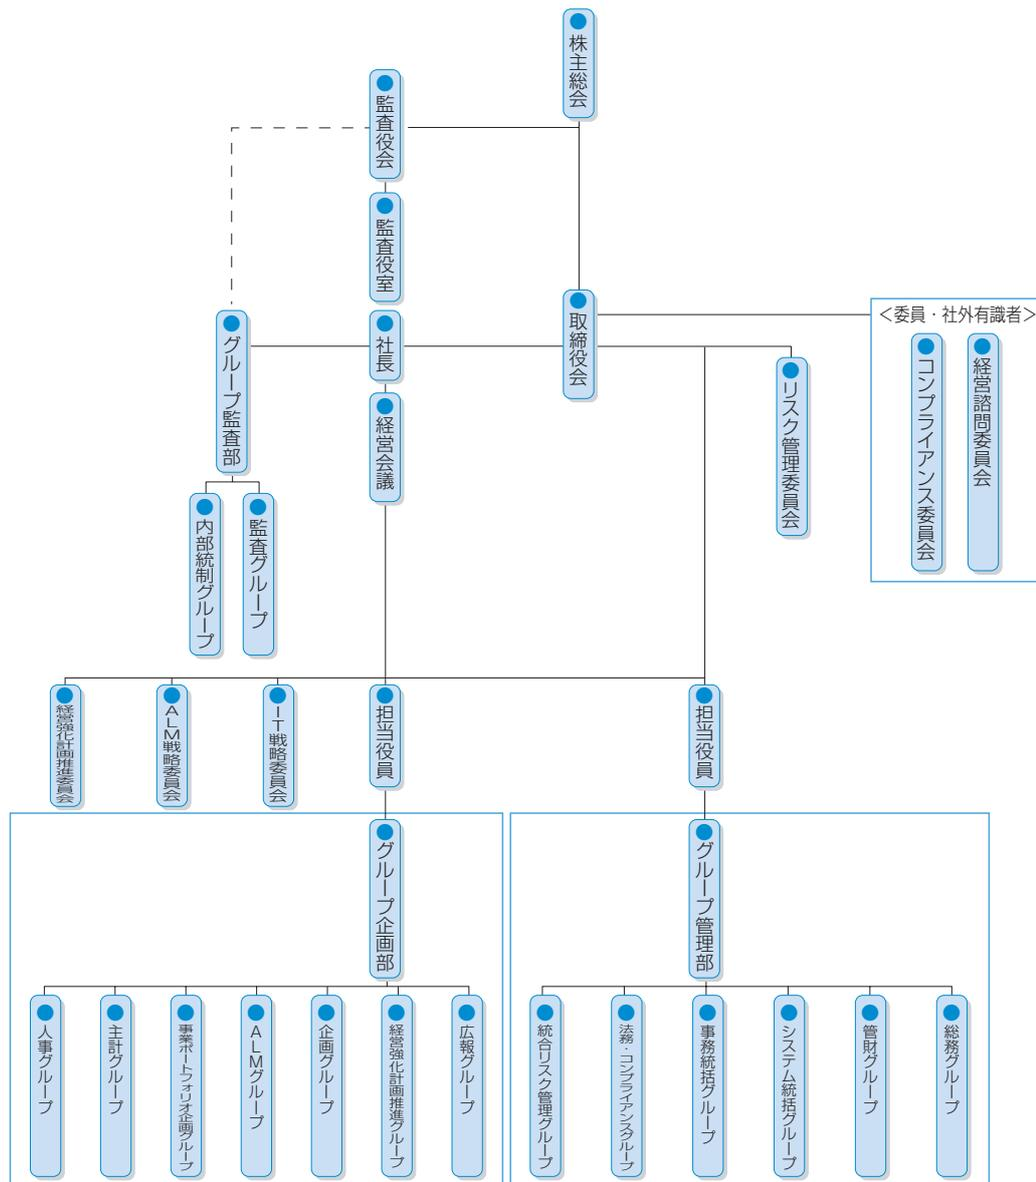 株主総会
監査役会
監査役室
取締役会
＜委員・社外有識者＞
グループ監査部
社長
経営会議
リスク管理委員会
コンプライアンス委員会
経営諮問委員会
内部統制グループ
監査グループ
経営強化計画推進委員会
ALM戦略委員会
IT戦略委員会
担当役員
担当役員
グループ企画部
グループ管理部
人事グループ
主計グループ
事業ポートフォリオ企画グループ
ALMグループ
企画グループ
経営強化計画推進グループ
広報グループ
統合リスク管理グループ
法務・コンプライアンスグループ
事務統括グループ
システム統括グループ
管財グループ
総務グループ